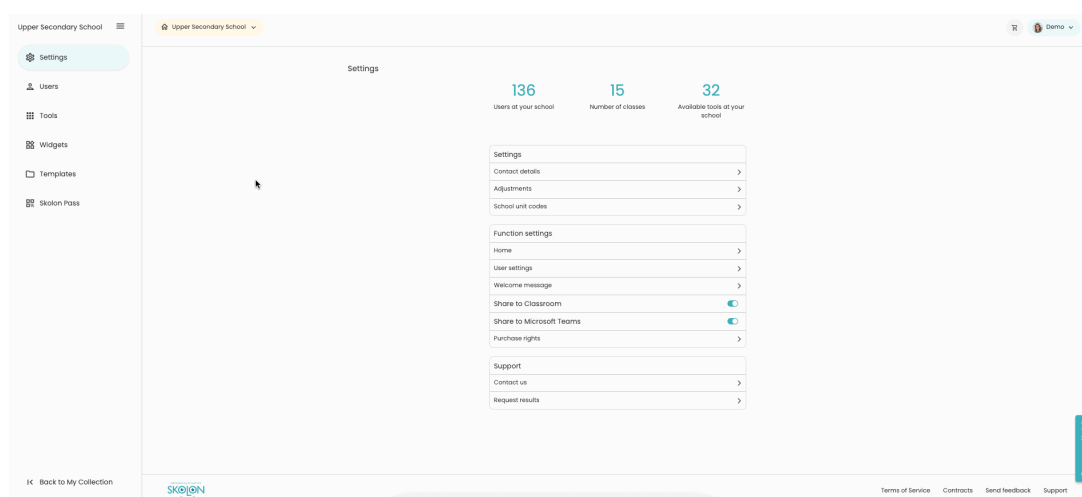 Upper Secondary School
Upper Secondary School
Demo
Settings
Users
Tools
Widgets
Templates
Skolon Pass
Back to My Collection
Settings
136
Users at your school
15
Number of classes
32
Available tools at your
school
Settings
Contact details
Adjustments
School unit codes
Function settings
Home
User settings
Welcome message
Share to Classroom
Share to Microsoft Teams
Purchase rights
Support
Contact us
Request results
SKOLON
Terms of Service
Contracts
Send feedback
Support